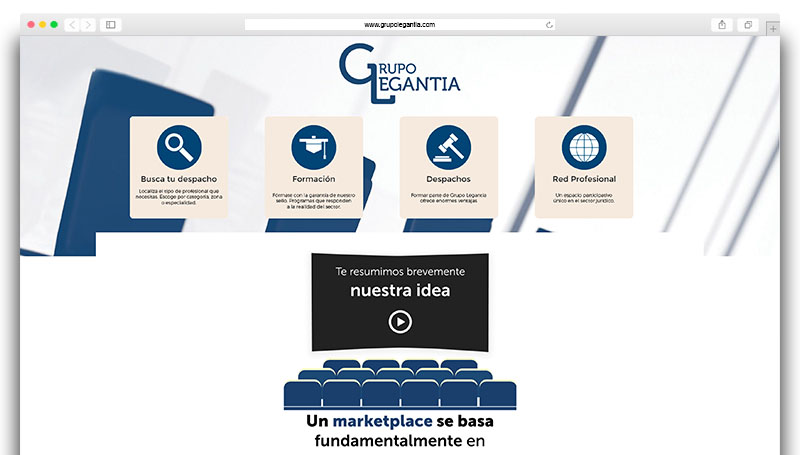 www.grupolegantia.com
GRUPO
LEGANTIA
Busca tu despacho
Localiza el tipo de profesional que
necesitas. Escoge por categoría, zona
o especialidad.
Formación
Fórmate con la garantía de nuestro
sello. Programas que responden
a la realidad del sector.
Despachos
Formar parte de Grupo Legancia
ofrece enormes ventajas
Red Profesional
Un espacio participativo
único en el sector jurídico.
Te resumimos brevemente
nuestra idea
Un marketplace se basa
fundamentalmente en